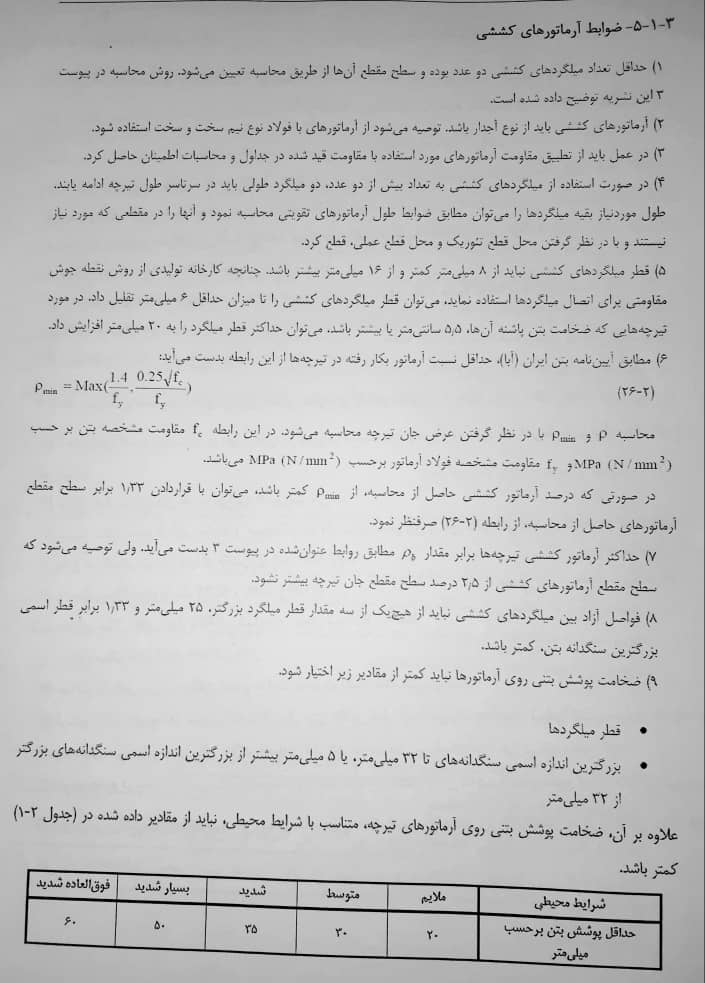 ۳-۱-۵- ضوابط آرماتورهای کششی
۱) حداقل تعداد میلگردهای کششی دو عدد بوده و سطح مقطع آن‌ها از طریق محاسبه تعیین می‌شود. روش محاسبه در پیوست
۳ این نشریه توضیح داده شده است.
۲) آرماتورهای کششی باید از نوع آجدار باشد. توصیه می‌شود از آرماتورهای با فولاد نوع نیم سخت و سخت استفاده شود.
۳) در عمل باید از تطبیق مقاومت آرماتورهای مورد استفاده با مقاومت قید شده در جداول و محاسبات اطمینان حاصل کرد.
۴) در صورت استفاده از میلگردهای کششی به تعداد بیش از دو عدد، دو میلگرد طولی باید در سرتاسر طول تیرچه ادامه یابند.
طول موردنیاز بقیه میلگردها را می‌توان مطابق ضوابط طول آرماتورهای تقویتی محاسبه نمود و آنها را در مقطعی که مورد نیاز
نیستند و با در نظر گرفتن محل قطع تئوریک و محل قطع عملی، قطع کرد.
۵) قطر میلگردهای کششی نباید از ۸ میلی‌متر کمتر و از ۱۶ میلی‌متر بیشتر باشد. چنانچه کارخانه تولیدی از روش نقطه جوش
مقاومتی برای اتصال میلگردها استفاده نماید، می‌توان قطر میلگردهای کششی را تا میزان حداقل ۶ میلی‌متر تقلیل داد. در مورد
تیرچه‌هایی که ضخامت بتن پاشنه آن‌ها، ۵٫۵ سانتی‌متر یا بیشتر باشد، می‌توان حداکثر قطر میلگرد را به ۲۰ میلی‌متر افزایش داد.
۶) مطابق آیین‌نامه بتن ایران (آبا)، حداقل نسبت آرماتور بکار رفته در تیرچه‌ها از این رابطه بدست می‌آید:
ρmin = Max(1.4/fy , 0.25√fc/fy) (۲-۲۶)
محاسبه ρ و ρmin با در نظر گرفتن عرض جان تیرچه محاسبه می‌شود. در این رابطه fc مقاومت مشخصه بتن بر حسب
MPa (N/mm²) و fy مقاومت مشخصه فولاد آرماتور برحسب MPa (N/mm²) می‌باشد.
در صورتی که درصد آرماتور کششی حاصل از محاسبه، از ρmin کمتر باشد، می‌توان با قراردادن ۱٫۳۳ برابر سطح مقطع
آرماتورهای حاصل از محاسبه، از رابطه (۲-۲۶) صرفنظر نمود.
۷) حداکثر آرماتور کششی تیرچه‌ها برابر مقدار ρb مطابق روابط عنوان‌شده در پیوست ۳ بدست می‌آید. ولی توصیه می‌شود که
سطح مقطع آرماتورهای کششی از ۲٫۵ درصد سطح مقطع جان تیرچه بیشتر نشود.
۸) فواصل آزاد بین میلگردهای کششی نباید از هیچ‌یک از سه مقدار قطر میلگرد بزرگتر، ۲۵ میلی‌متر و ۱٫۳۳ برابر قطر اسمی
بزرگترین سنگدانه بتن، کمتر باشد.
۹) ضخامت پوشش بتنی روی آرماتورها نباید کمتر از مقادیر زیر اختیار شود.
• قطر میلگردها
• بزرگترین اندازه اسمی سنگدانه‌های تا ۳۲ میلی‌متر، یا ۵ میلی‌متر بیشتر از بزرگترین اندازه اسمی سنگدانه‌های بزرگتر
از ۳۲ میلی‌متر
علاوه بر آن، ضخامت پوشش بتنی روی آرماتورهای تیرچه، متناسب با شرایط محیطی، نباید از مقادیر داده شده در (جدول ۲-۱)
کمتر باشد.
شرایط محیطی ملایم متوسط شدید بسیار شدید فوق‌العاده شدید
حداقل پوشش بتن برحسب ۲۰ ۳۰ ۳۵ ۵۰ ۶۰
میلی‌متر